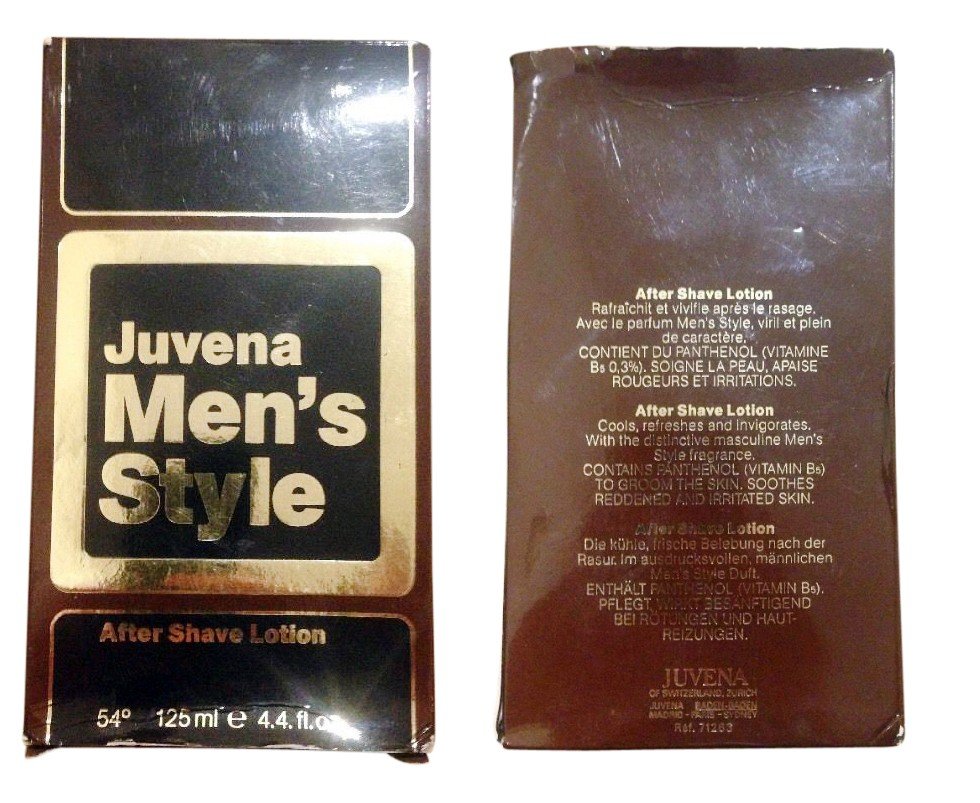 Juvena
Men's
Style
After Shave Lotion
54° 125 ml e 4.4. fl.o
After Shave Lotion
Rafraîchit et vivifie après le rasage.
Avec le parfum Men's Style, viril et plein
de caractère.
CONTIENT DU PANTHENOL (VITAMINE
B5 0,3%). SOIGNE LA PEAU, APAISE
ROUGEURS ET IRRITATIONS.
After Shave Lotion
Cools, refreshes and invigorates.
With the distinctive masculine Men's
Style fragrance.
CONTAINS PANTHENOL (VITAMIN B5)
TO GROOM THE SKIN. SOOTHES
REDDENED AND IRRITATED SKIN.
After Shave Lotion
Die kühle, frische Belebung nach der
Rasur. Im ausdrucksvollen, männlichen
Men's Style Duft.
ENTHÄLT PANTHENOL (VITAMIN B5).
PFLEGT, WIRKT BESÄNFTIGEND
BEI RÖTUNGEN UND HAUT-
REIZUNGEN.
JUVENA
OF SWITZERLAND, ZURICH
JUVENA BADEN-BADEN
MADRID - PARIS - SYDNEY
Réf. 71263